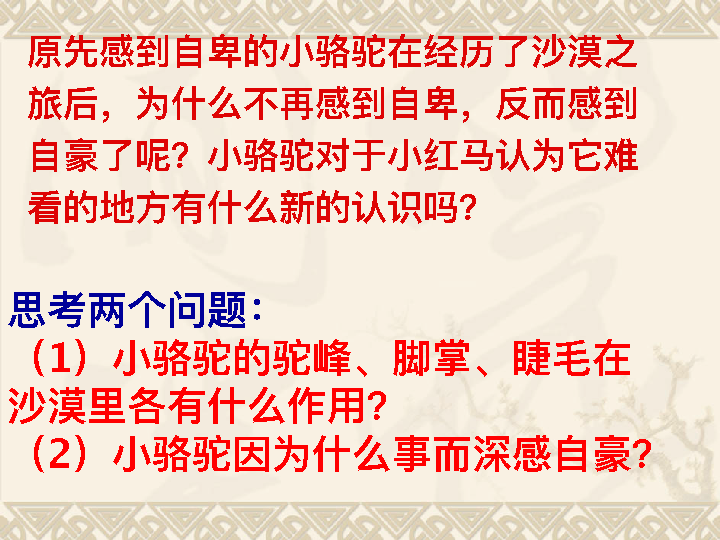 原先感到自卑的小骆驼在经历了沙漠之
旅后，为什么不再感到自卑，反而感到
自豪了呢？小骆驼对于小红马认为它难
看的地方有什么新的认识吗？
思考两个问题：
（1）小骆驼的驼峰、脚掌、睫毛在
沙漠里各有什么作用？
（2）小骆驼因为什么事而深感自豪？